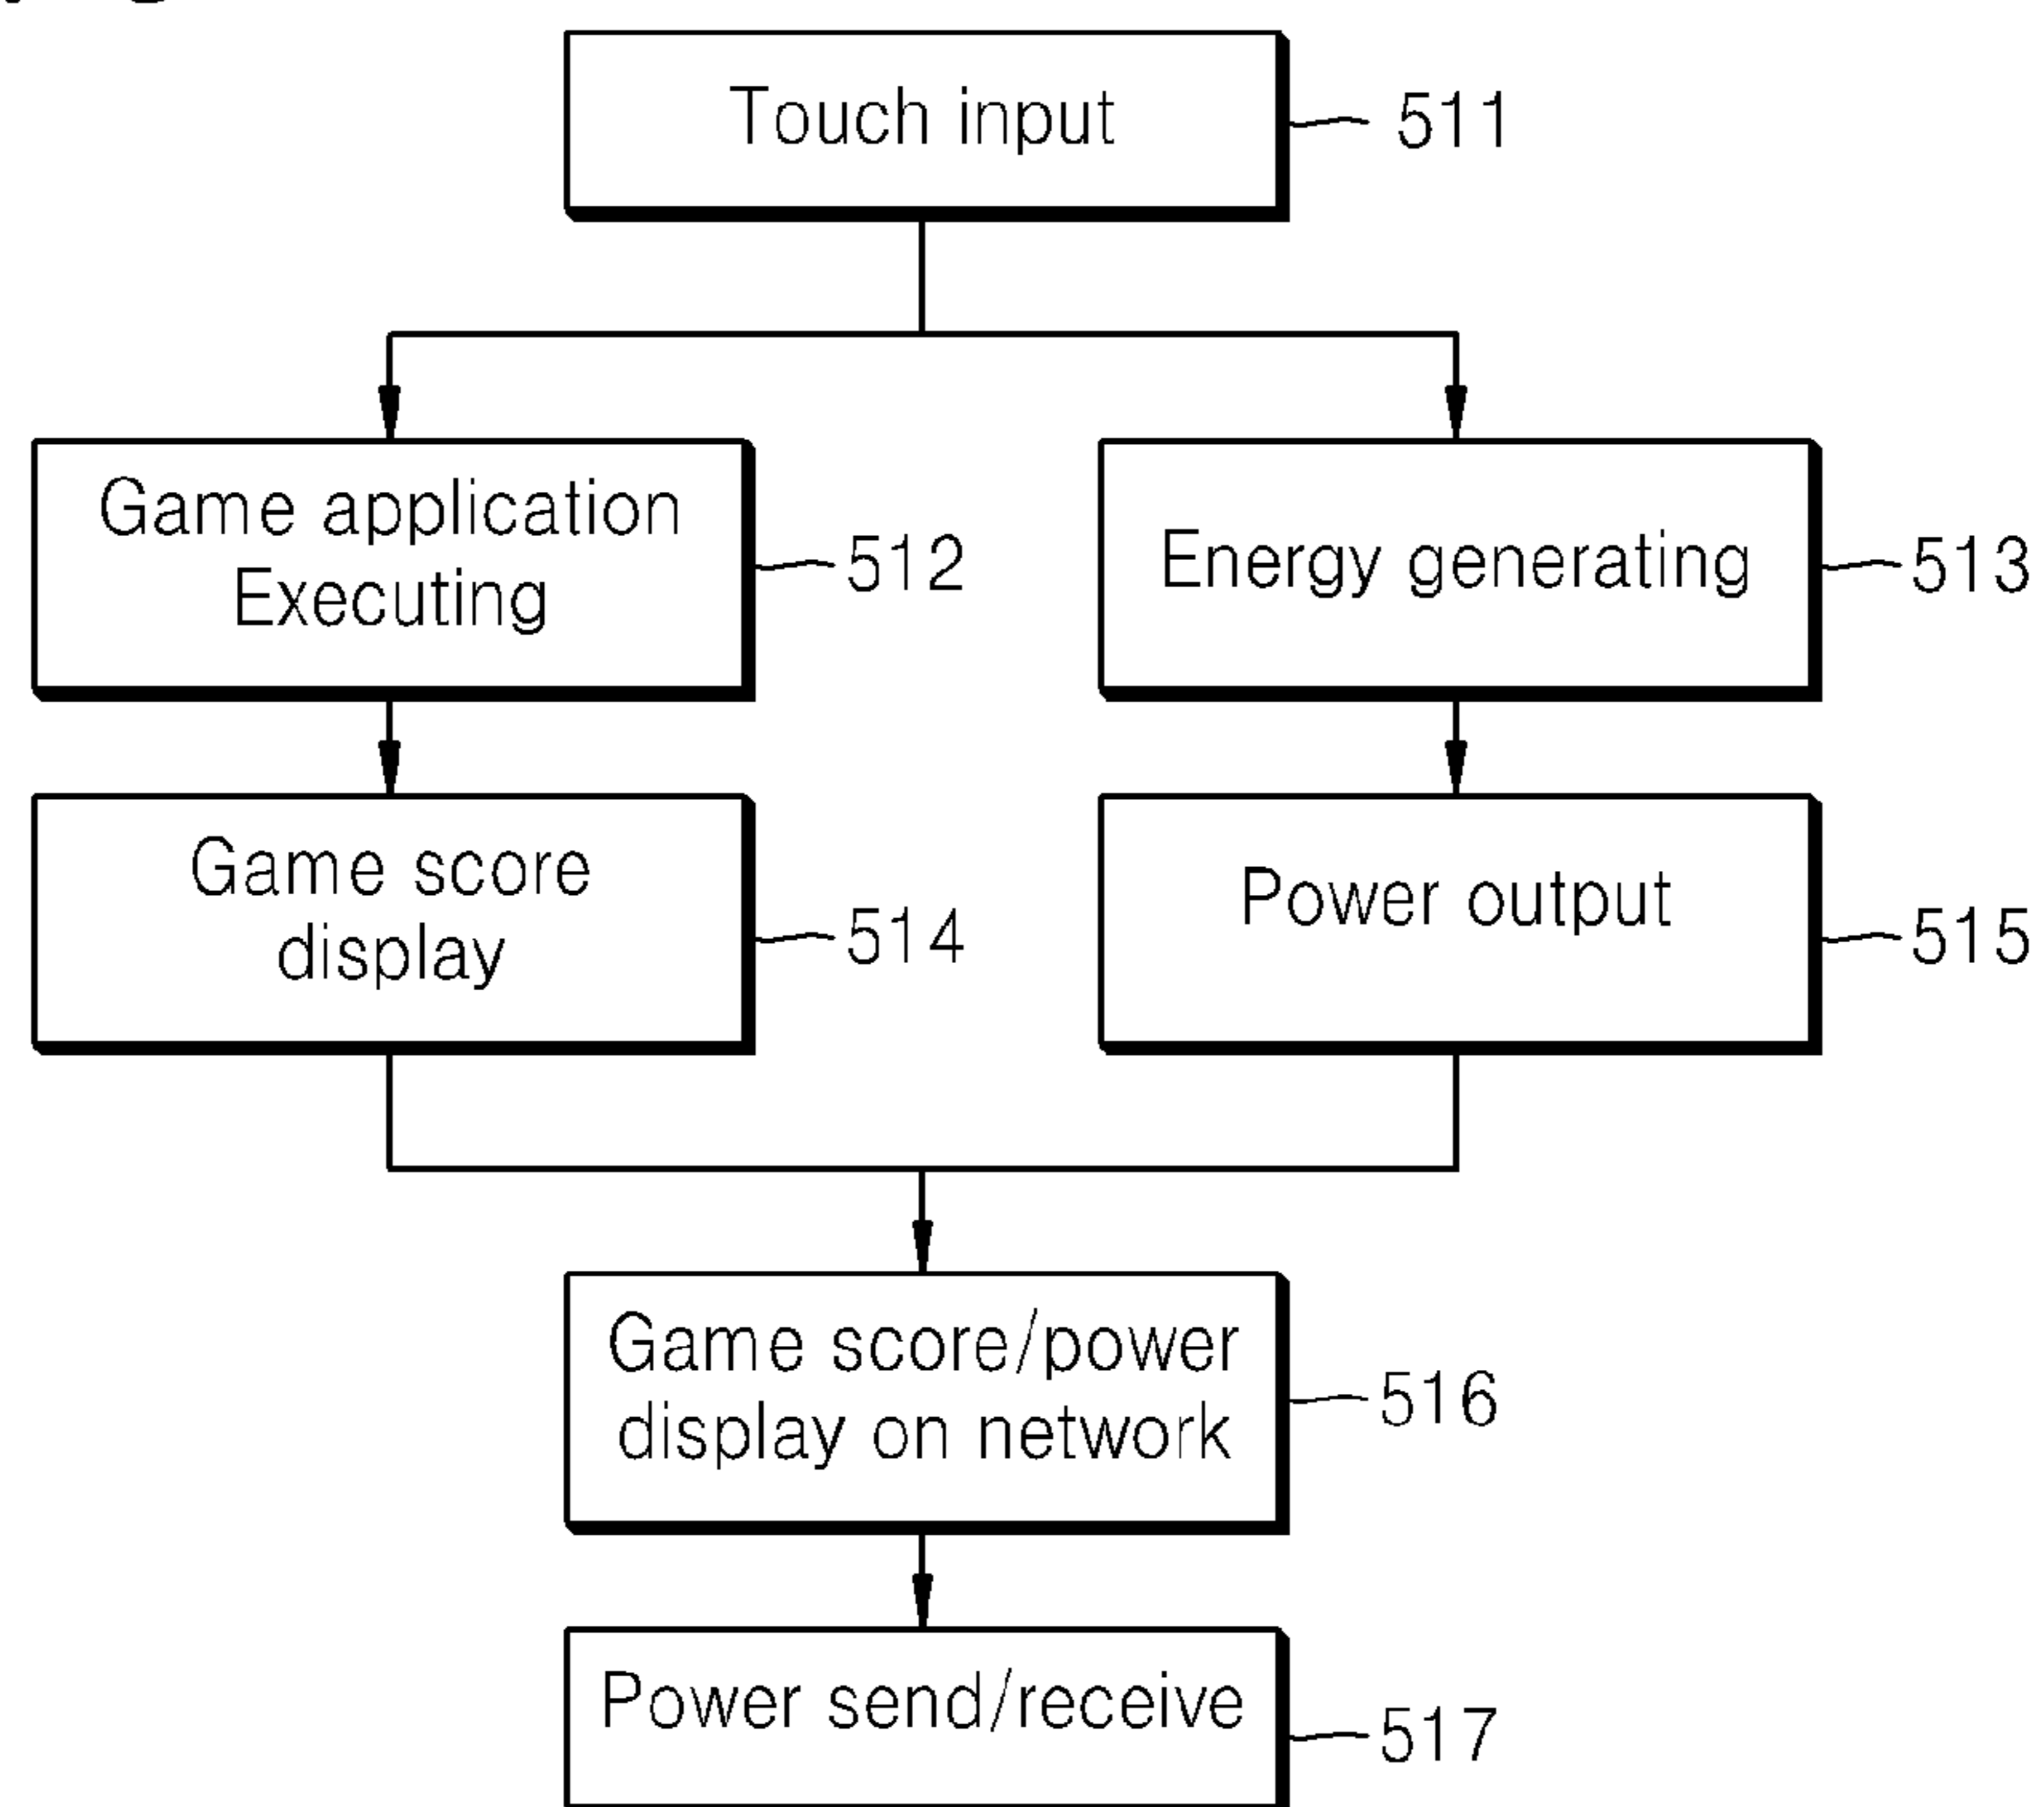 Touch input
511
Game application
Executing
512
Energy generating
513
Game score
display
514
Power output
515
Game score/power
display on network
516
Power send/receive
517